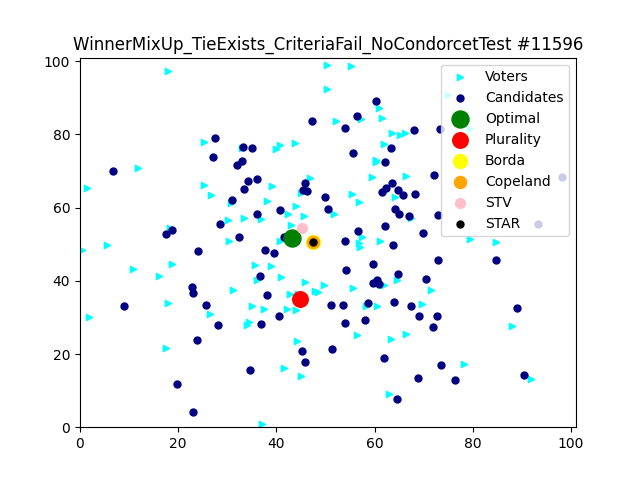 WinnerMixUp_TieExists_CriteriaFail_NoCondorcetTest #11596
100
80
60
40
20
0
0 20 40 60 80 100
Voters
Candidates
Optimal
Plurality
Borda
Copeland
STV
STAR